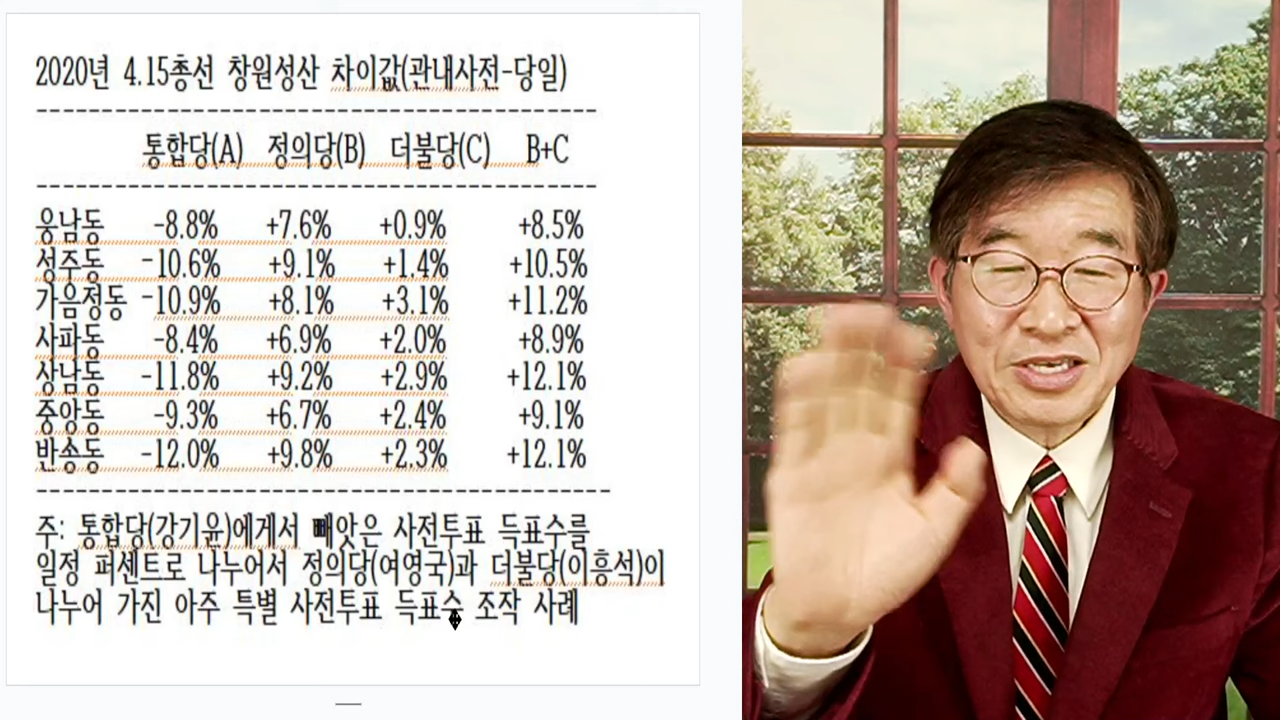 2020년 4.15총선 창원성산 차이값(관내사전-당일)
통합당(A) 정의당(B) 더불당(C) B+C
웅남동 -8.8% +7.6% +0.9% +8.5%
성주동 -10.6% +9.1% +1.4% +10.5%
가음정동 -10.9% +8.1% +3.1% +11.2%
사파동 -8.4% +6.9% +2.0% +8.9%
상남동 -11.8% +9.2% +2.9% +12.1%
중앙동 -9.3% +6.7% +2.4% +9.1%
반송동 -12.0% +9.8% +2.3% +12.1%
주: 통합당(강기윤)에게서 빼앗은 사전투표 득표수를
일정 퍼센트로 나누어서 정의당(여영국)과 더불당(이흥석)이
나누어 가진 아주 특별 사전투표 득표수 조작 사례